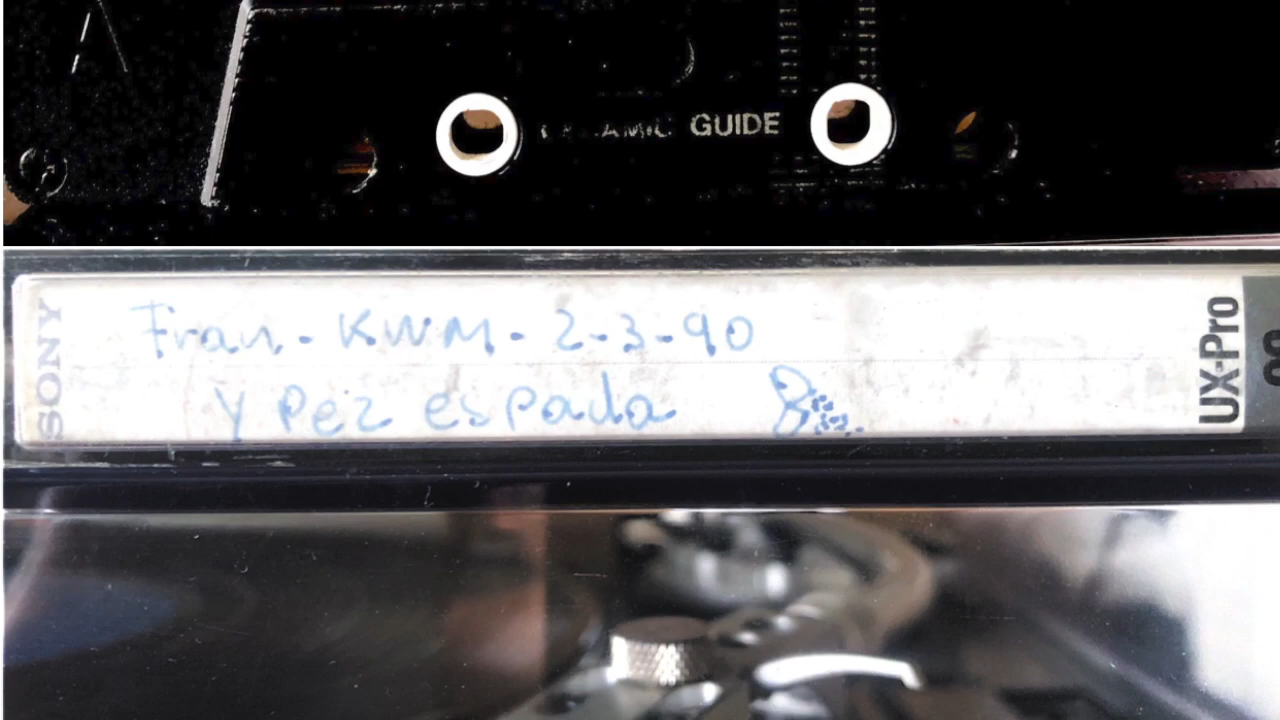 GUIDE
SONY
Fran-KWM-2-3-90
y Pez espada
UX-Pro